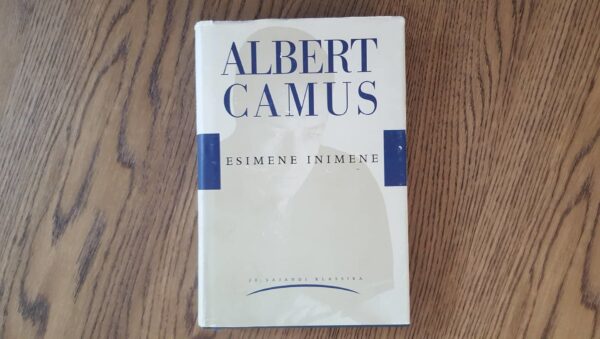 ALBERT
CAMUS
ESIMENE INIMENE
20. SAJANDI KLASSIKA